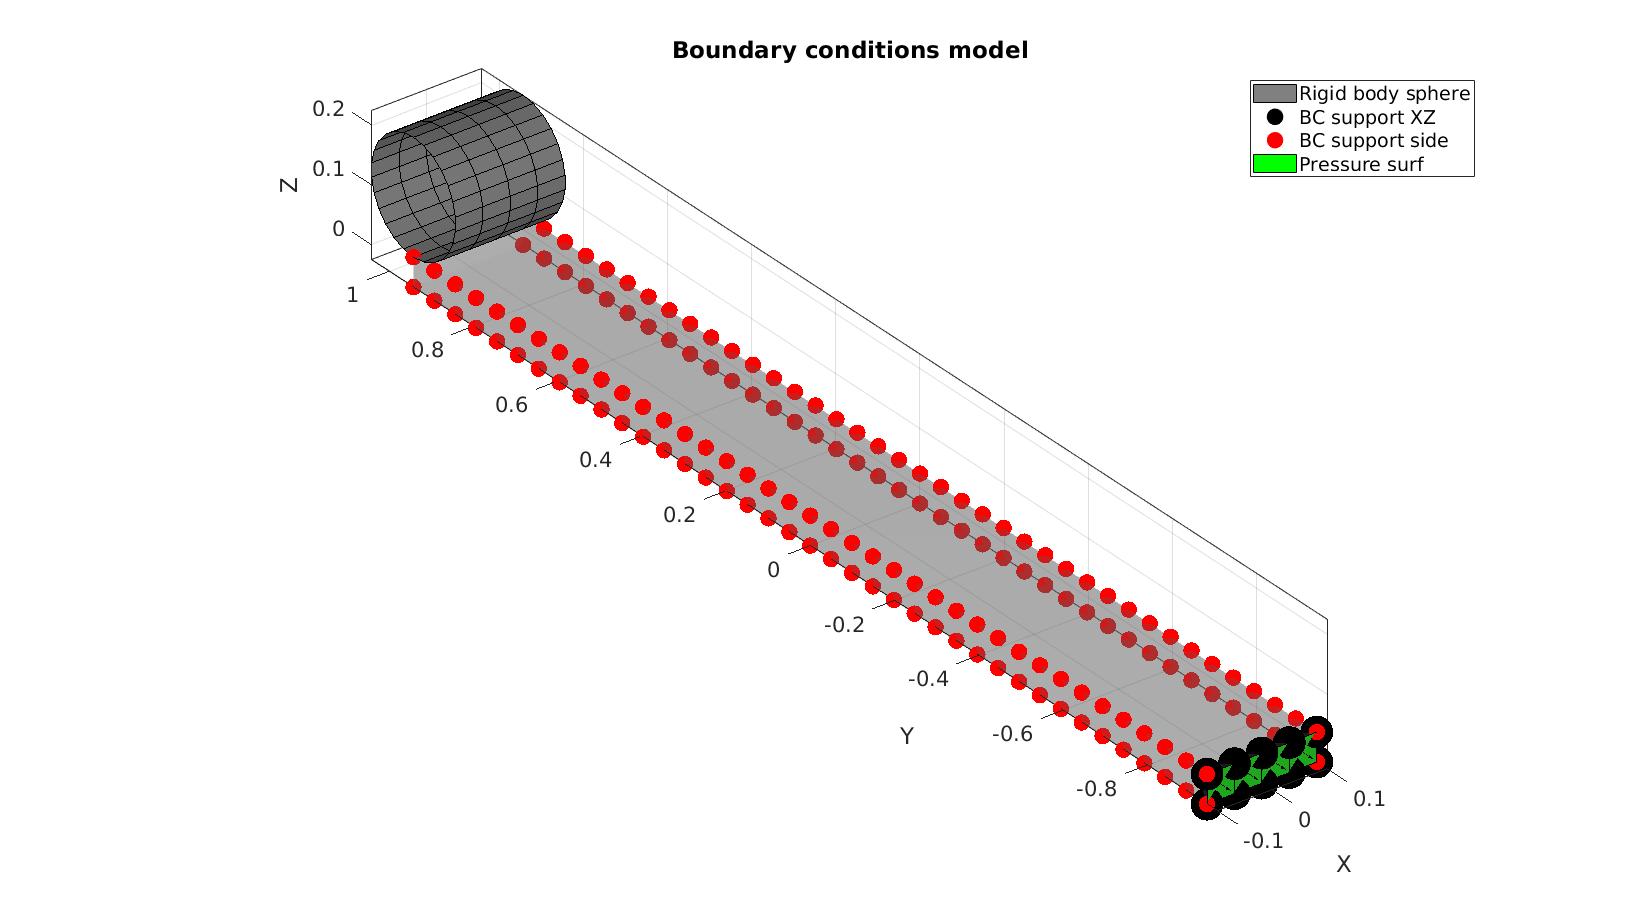 Boundary conditions model
Rigid body sphere
BC support XZ
BC support side
Pressure surf
0.2
0.1
0
Z
1
0.8
0.6
0.4
0.2
0
-0.2
-0.4
-0.6
-0.8
Y
0.1
0
-0.1
X